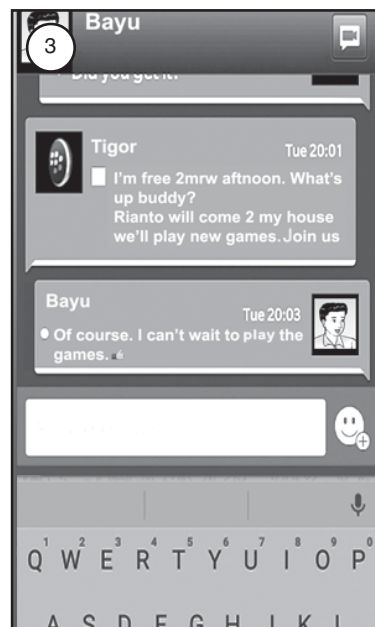 3
Bayu
Did you get it?
Tigor
Tue 20:01
I'm free 2mrw aftnoon. What's
up buddy?
Rianto will come 2 my house
we'll play new games.Join us
Bayu
Tue 20:03
Of course. I can't wait to play the
games.
1 2 3 4 5 6 7 8 9 0
Q W E R T Y U I O P
A S D F G H J K L